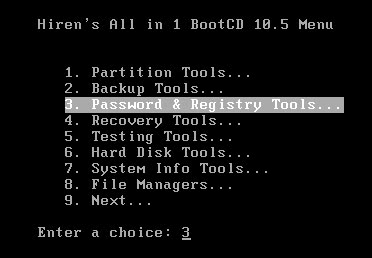 Hiren's All in 1 BootCD 10.5 Menu
1. Partition Tools...
2. Backup Tools...
3. Password & Registry Tools...
4. Recovery Tools...
5. Testing Tools...
6. Hard Disk Tools...
7. System Info Tools...
8. File Managers...
9. Next...
Enter a choice: 3